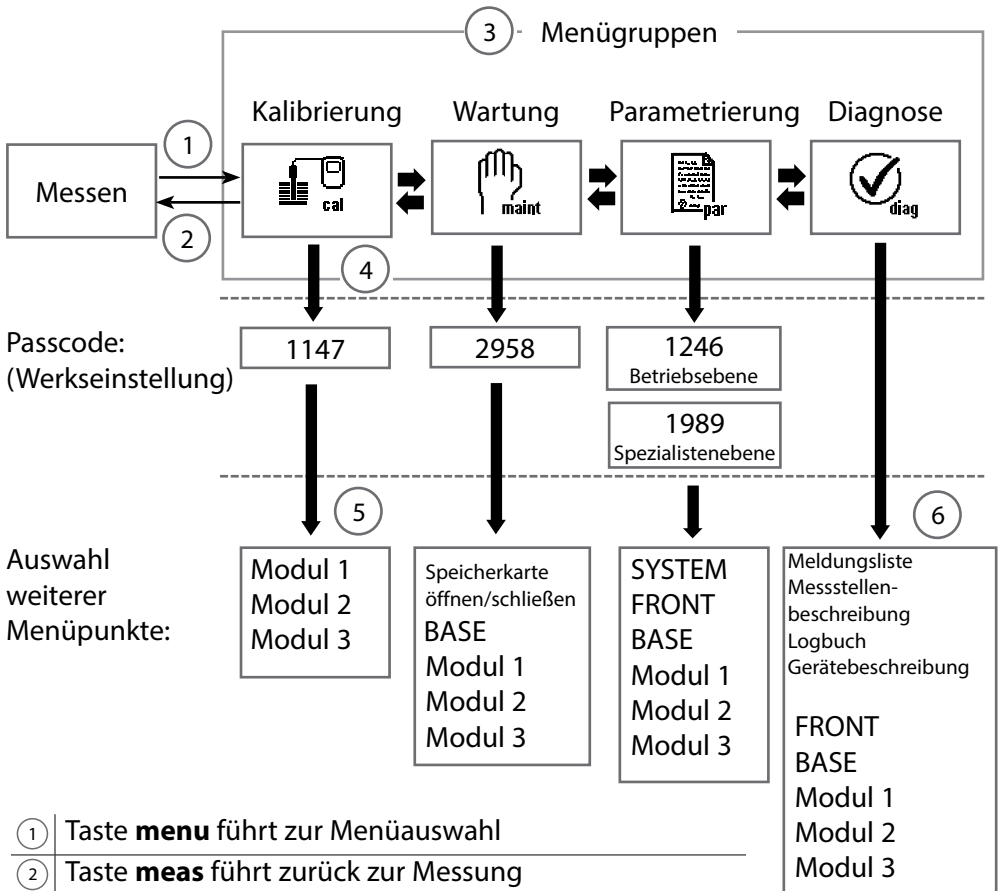 3 Menügruppen
Kalibrierung Wartung Parametrierung Diagnose
1
Messen
cal maint par diag
2
4
Passcode:
(Werkseinstellung)
1147
2958
1246
Betriebsebene
1989
Spezialistenebene
5
6
Auswahl
weiterer
Menüpunkte:
Modul 1
Modul 2
Modul 3
Speicherkarte
öffnen/schließen
BASE
Modul 1
Modul 2
Modul 3
SYSTEM
FRONT
BASE
Modul 1
Modul 2
Modul 3
Meldungsliste
Messstellen-
beschreibung
Logbuch
Gerätebeschreibung
FRONT
BASE
Modul 1
Modul 2
Modul 3
1 Taste menu führt zur Menüauswahl
2 Taste meas führt zurück zur Messung